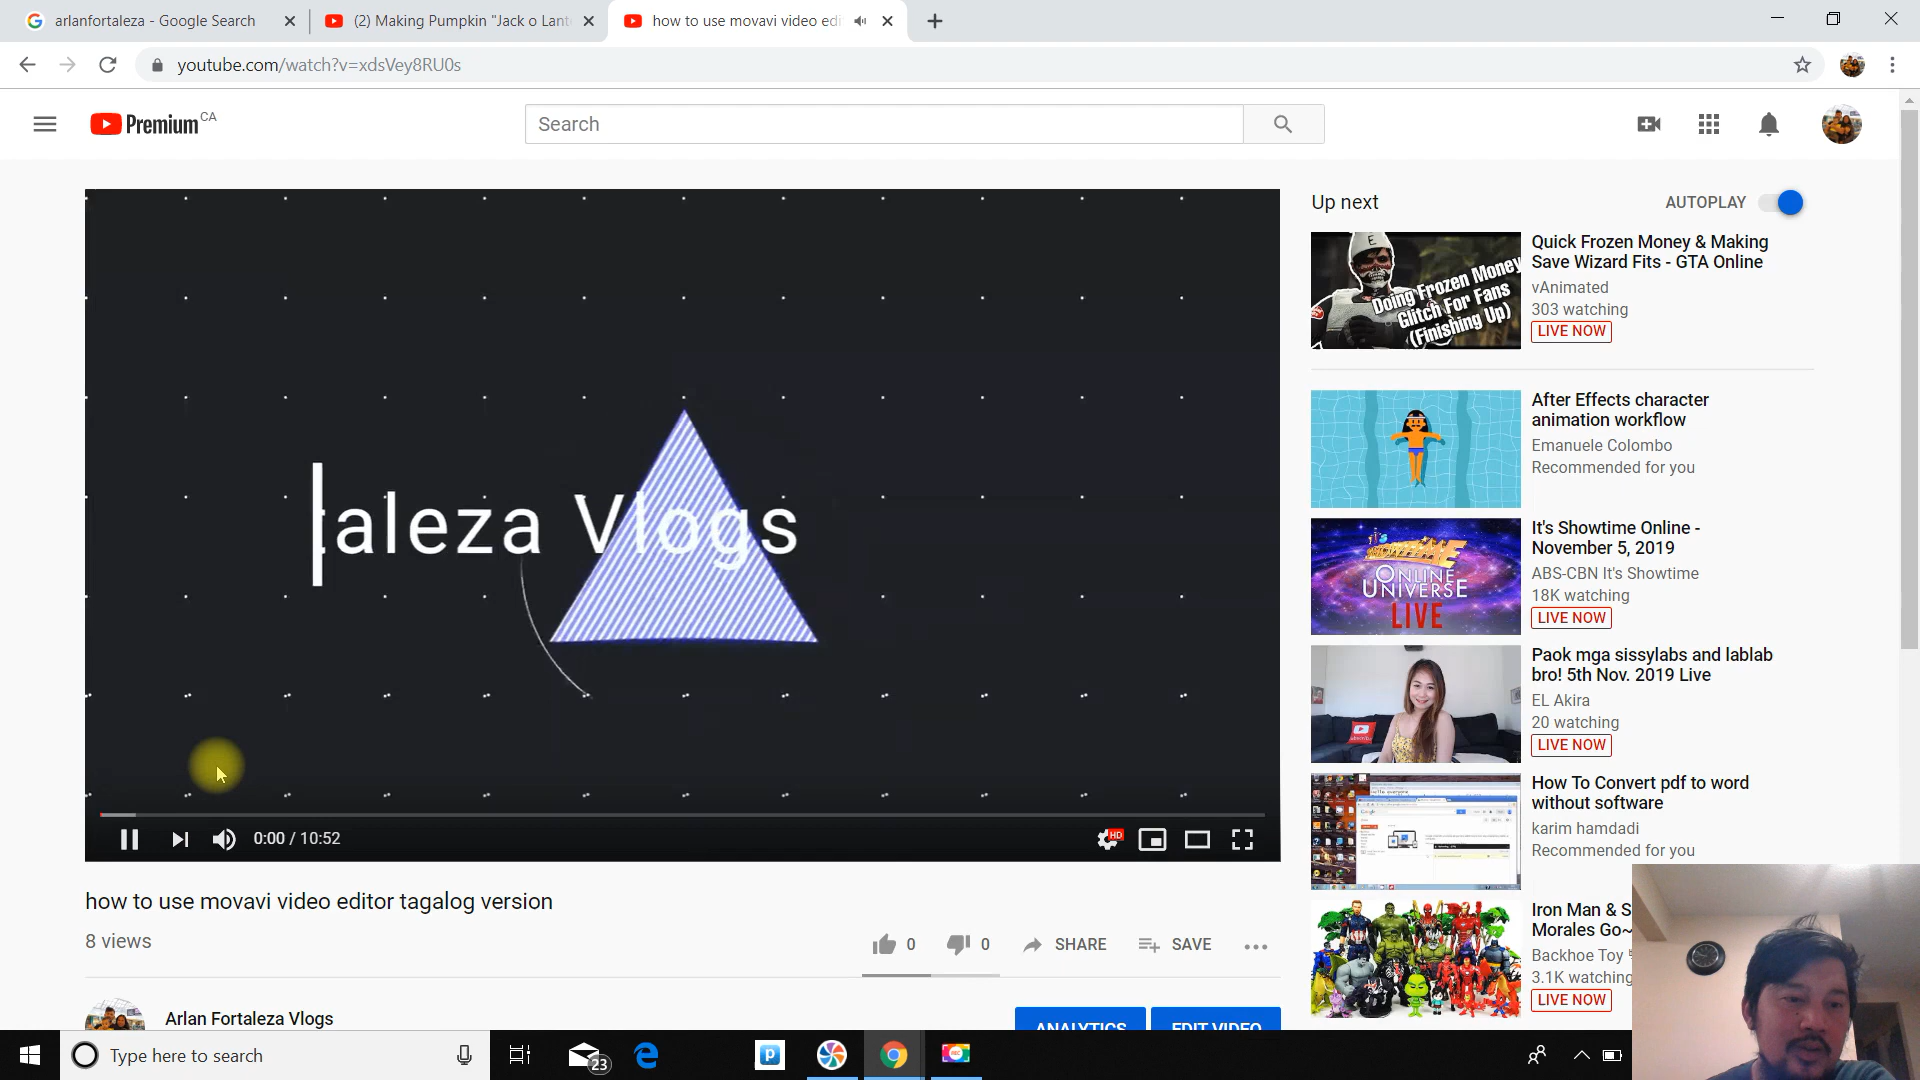 arlanfortaleza - Google Search
(2) Making Pumpkin "Jack o Lant
how to use movavi video edi
youtube.com/watch?v=xdsVey8RU0s
Premium CA
Search
taleza Vlogs
0:00 / 10:52
HD
how to use movavi video editor tagalog version
8 views
0
0
SHARE
SAVE
Arlan Fortaleza Vlogs
ANALYTICS
EDIT VIDEO
Up next
AUTOPLAY
E
Doing Frozen Money
Glitch For Fans
(Finishing Up)
Quick Frozen Money & Making
Save Wizard Fits - GTA Online
vAnimated
303 watching
LIVE NOW
After Effects character
animation workflow
Emanuele Colombo
Recommended for you
it's
SHOWTIME
ONLINE
UNIVERSE
LIVE
It's Showtime Online -
November 5, 2019
ABS-CBN It's Showtime
18K watching
LIVE NOW
Paok mga sissylabs and lablab
bro! 5th Nov. 2019 Live
EL Akira
20 watching
LIVE NOW
How To Convert pdf to word
without software
karim hamdadi
Recommended for you
Iron Man & S
Morales Go~
Backhoe Toy
3.1K watching
LIVE NOW
Type here to search
23
P
REC